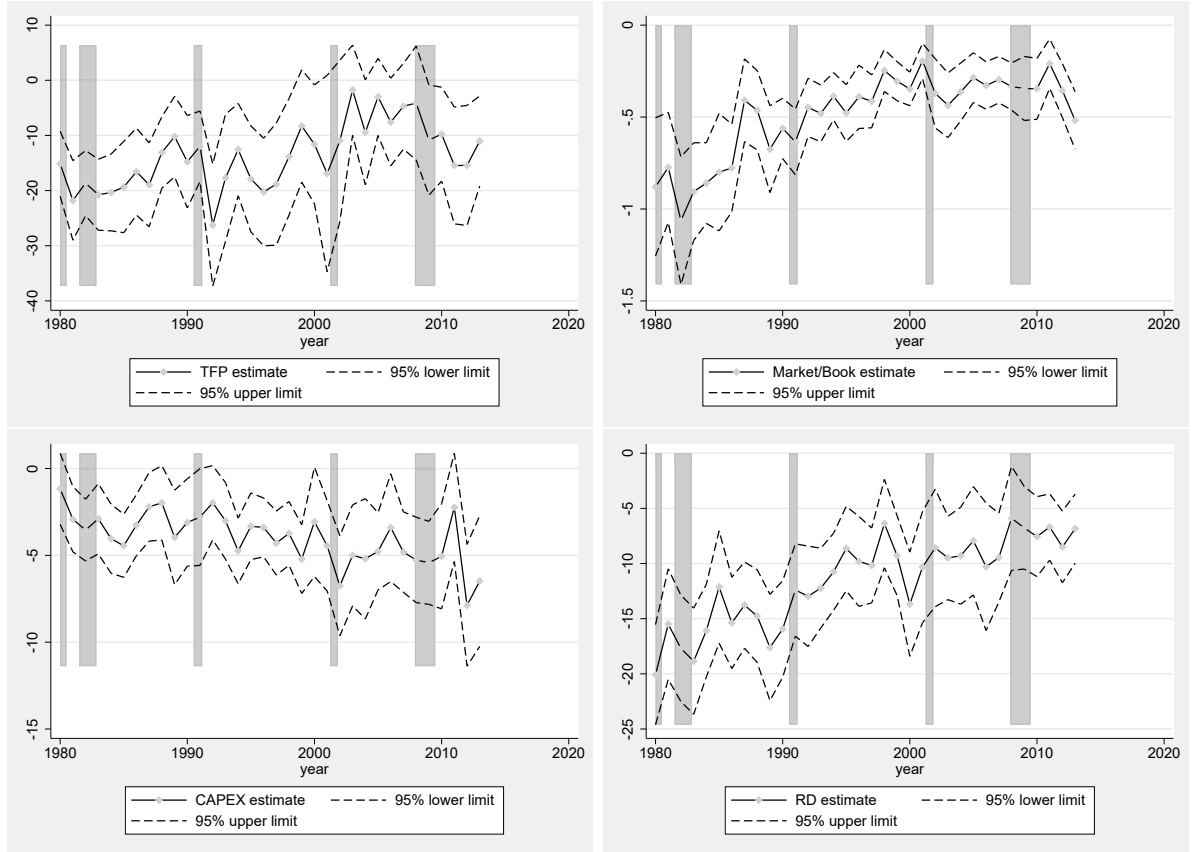 10
0
-10
-20
-30
-40
1980 1990 2000 2010 2020
year
TFP estimate 95% lower limit
95% upper limit
0
-.5
-1
-1.5
1980 1990 2000 2010 2020
year
Market/Book estimate 95% lower limit
95% upper limit
0
-5
-10
-15
1980 1990 2000 2010 2020
year
CAPEX estimate 95% lower limit
95% upper limit
0
-5
-10
-15
-20
-25
1980 1990 2000 2010 2020
year
RD estimate 95% lower limit
95% upper limit